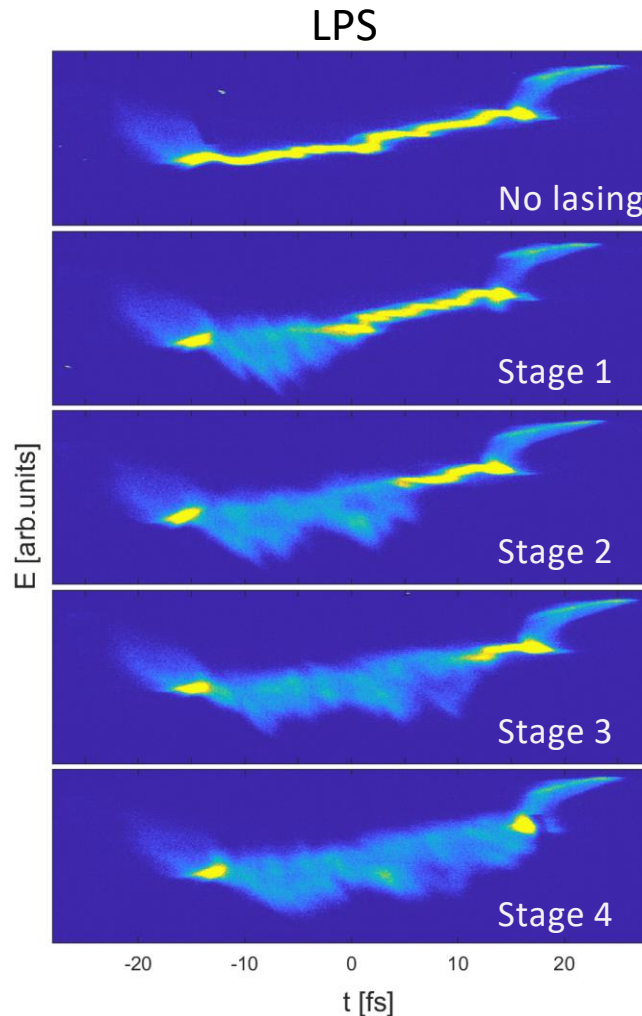 LPS
No lasing
Stage 1
Stage 2
Stage 3
Stage 4
E [arb.units]
-20 -10 0 10 20
t [fs]